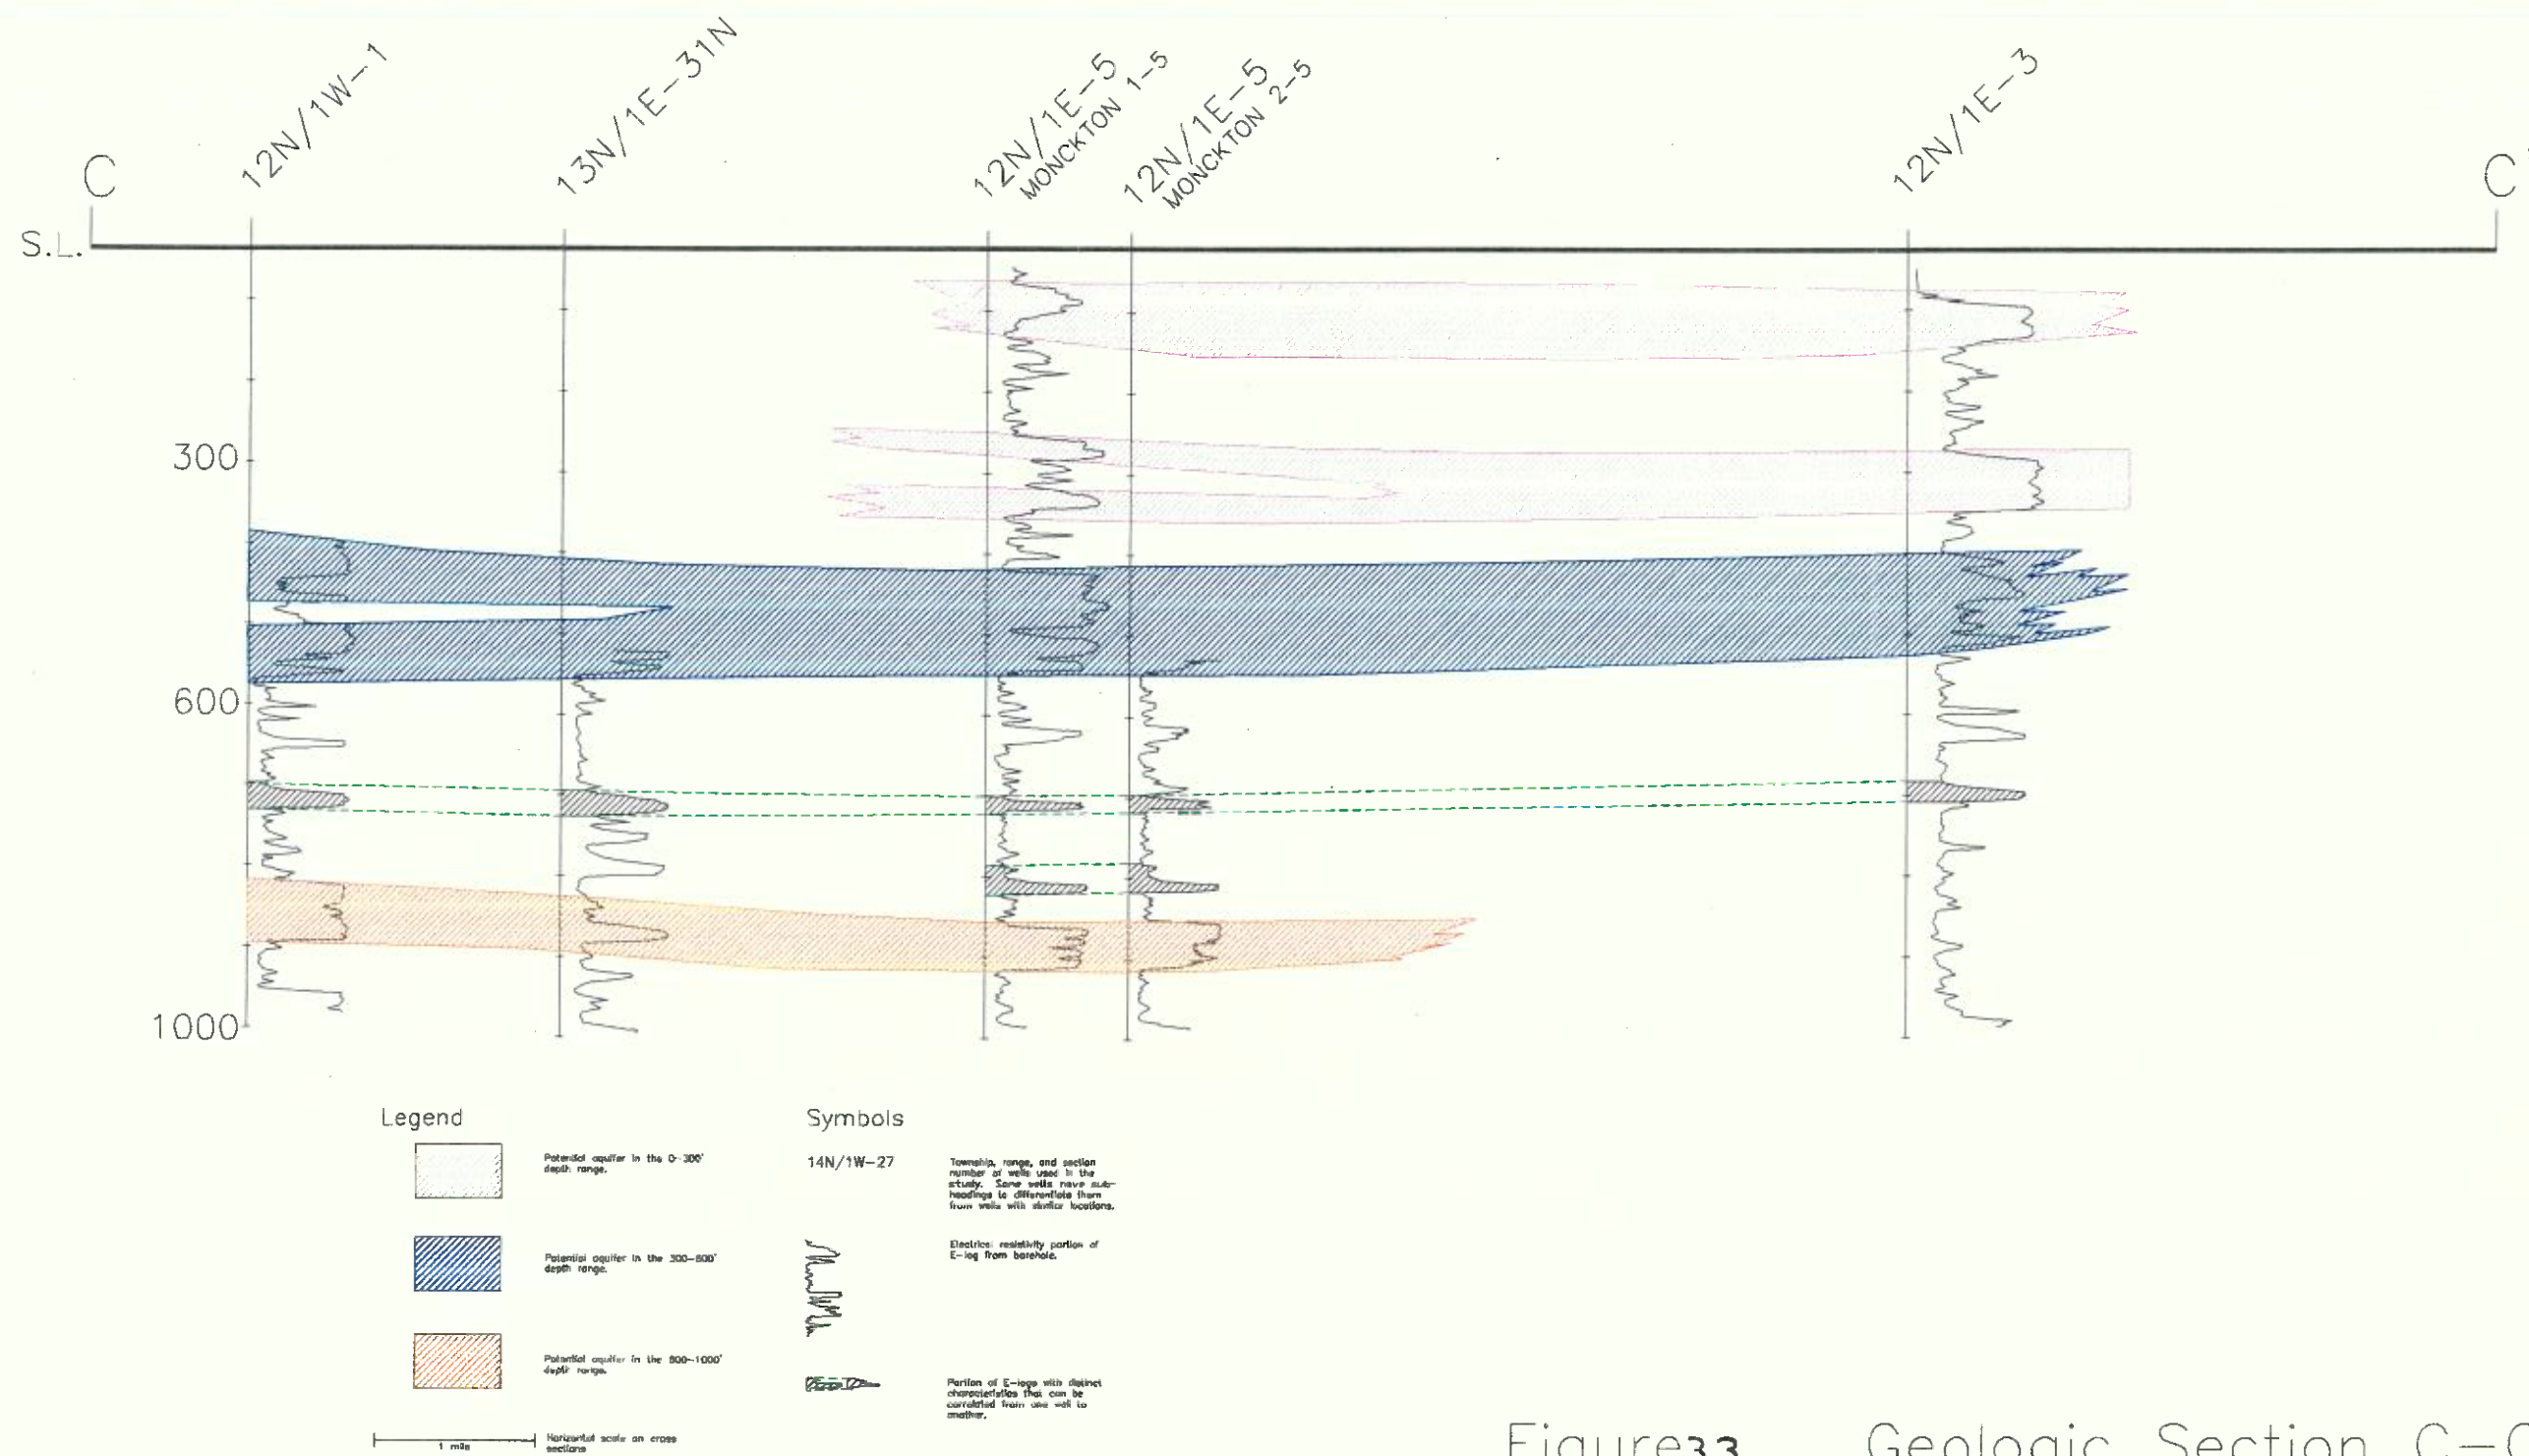 12N/1W-1
13N/1E-31N
12N/1E-5
MONCKTON 1-5
12N/1E-5
MONCKTON 2-5
12N/1E-3
C
C'
S.L.
300
600
1000
Legend
Potential aquifer in the 0-300'
depth range.
Potential aquifer in the 300-600'
depth range.
Potential aquifer in the 600-1000'
depth range.
1 mile
Horizontal scale on cross
sections
Symbols
14N/1W-27
Township, range, and section
number of wells used in the
study. Some wells have sub-
headings to differentiate them
from wells with similar locations.
Electrical resistivity portion of
E-log from borehole.
Portion of E-logs with distinct
characteristics that can be
correlated from one well to
another.
Figure 33 Geologic Section C-C